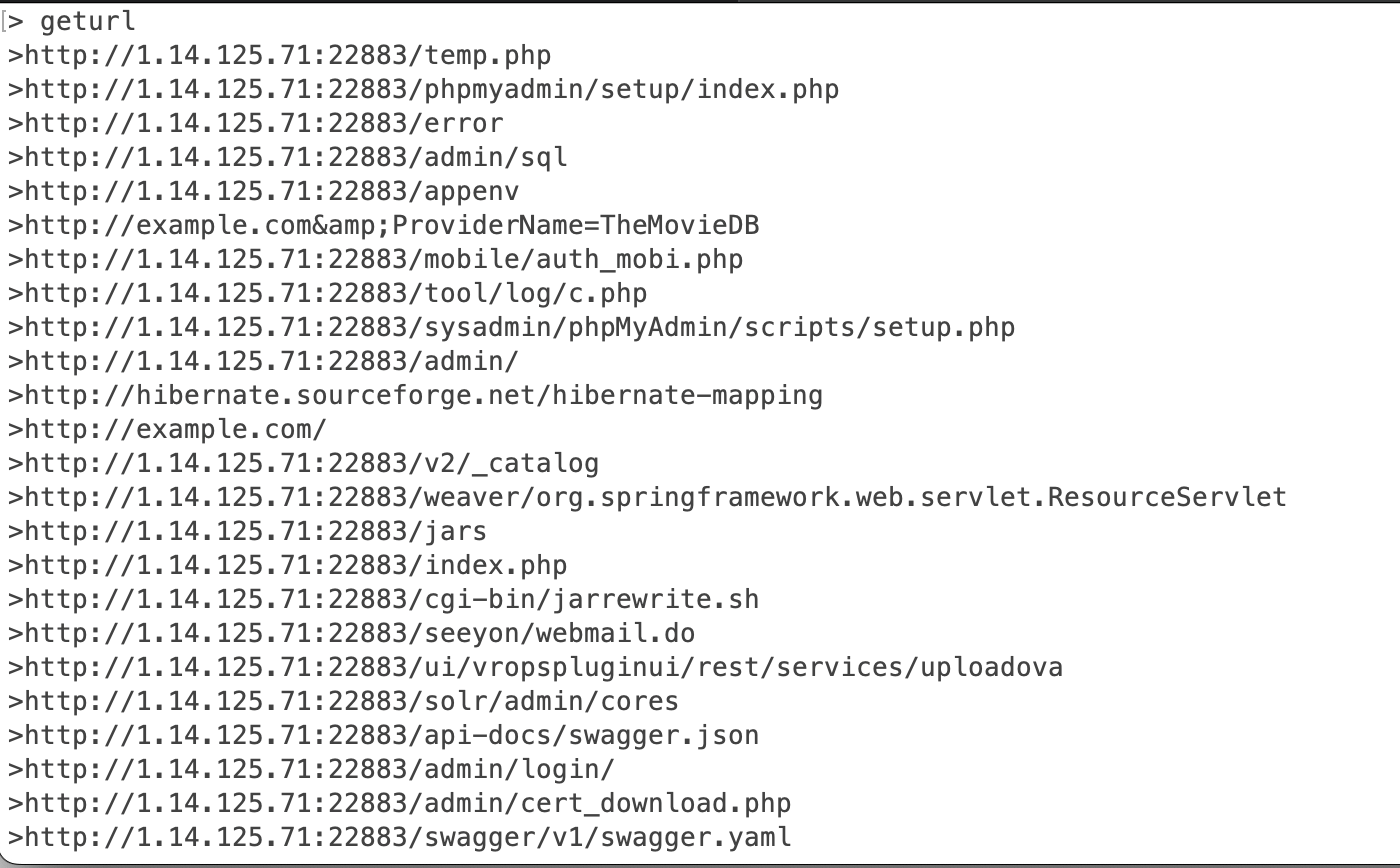 [> geturl
>http://1.14.125.71:22883/temp.php
>http://1.14.125.71:22883/phpmyadmin/setup/index.php
>http://1.14.125.71:22883/error
>http://1.14.125.71:22883/admin/sql
>http://1.14.125.71:22883/appenv
>http://example.com&amp;ProviderName=TheMovieDB
>http://1.14.125.71:22883/mobile/auth_mobi.php
>http://1.14.125.71:22883/tool/log/c.php
>http://1.14.125.71:22883/sysadmin/phpMyAdmin/scripts/setup.php
>http://1.14.125.71:22883/admin/
>http://hibernate.sourceforge.net/hibernate-mapping
>http://example.com/
>http://1.14.125.71:22883/v2/_catalog
>http://1.14.125.71:22883/weaver/org.springframework.web.servlet.ResourceServlet
>http://1.14.125.71:22883/jars
>http://1.14.125.71:22883/index.php
>http://1.14.125.71:22883/cgi-bin/jarrewrite.sh
>http://1.14.125.71:22883/seeyon/webmail.do
>http://1.14.125.71:22883/ui/vropspluginui/rest/services/uploadova
>http://1.14.125.71:22883/solr/admin/cores
>http://1.14.125.71:22883/api-docs/swagger.json
>http://1.14.125.71:22883/admin/login/
>http://1.14.125.71:22883/admin/cert_download.php
>http://1.14.125.71:22883/swagger/v1/swagger.yaml